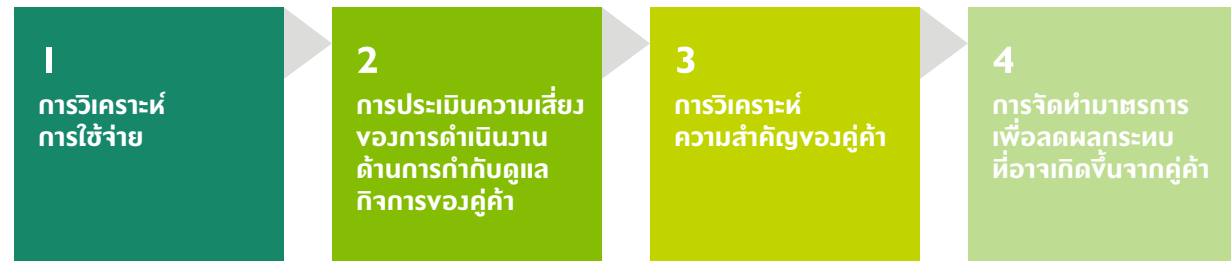 1
การวิเคราะห์
การใช้จ่าย
2
การประเมินความเสี่ยง
ของการดำเนินงาน
ด้านการกำกับดูแล
กิจการของคู่ค้า
3
การวิเคราะห์
ความสำคัญของคู่ค้า
4
การจัดทำมาตรการ
เพื่อลดผลกระทบ
ที่อาจเกิดขึ้นจากคู่ค้า